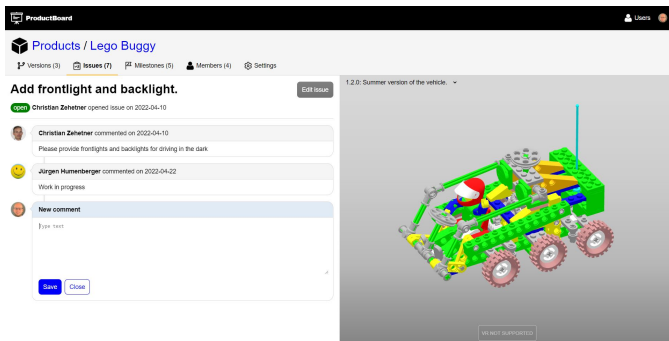 ProductBoard
Users
Products / Lego Buggy
Versions (3) Issues (7) Milestones (5) Members (4) Settings
Add frontlight and backlight.
Edit issue
open Christian Zehetner opened issue on 2022-04-10
Christian Zehetner commented on 2022-04-10
Please provide frontlights and backlights for driving in the dark
Jürgen Humenberger commented on 2022-04-22
Work in progress
New comment
Type text
Save Close
1.2.0: Summer version of the vehicle.
VR NOT SUPPORTED